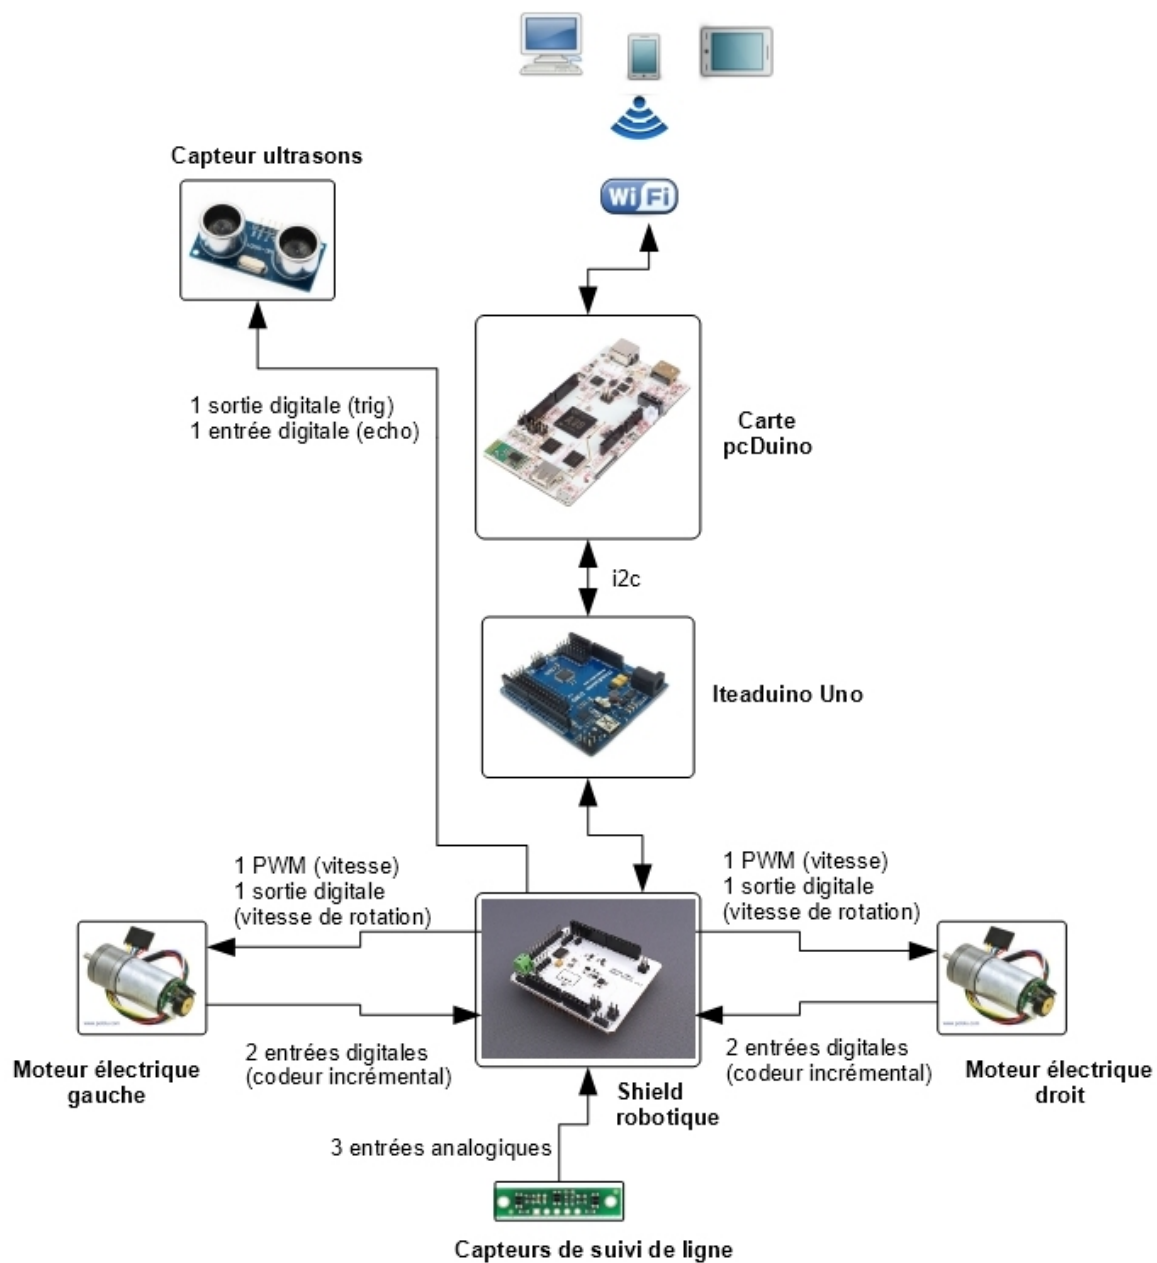 Wi Fi
Capteur ultrasons
1 sortie digitale (trig)
1 entrée digitale (echo)
Carte
pcDuino
i2c
Iteaduino Uno
1 PWM (vitesse)
1 sortie digitale
(vitesse de rotation)
1 PWM (vitesse)
1 sortie digitale
(vitesse de rotation)
2 entrées digitales
(codeur incrémental)
2 entrées digitales
(codeur incrémental)
Moteur électrique
gauche
Moteur électrique
droit
Shield
robotique
3 entrées analogiques
Capteurs de suivi de ligne